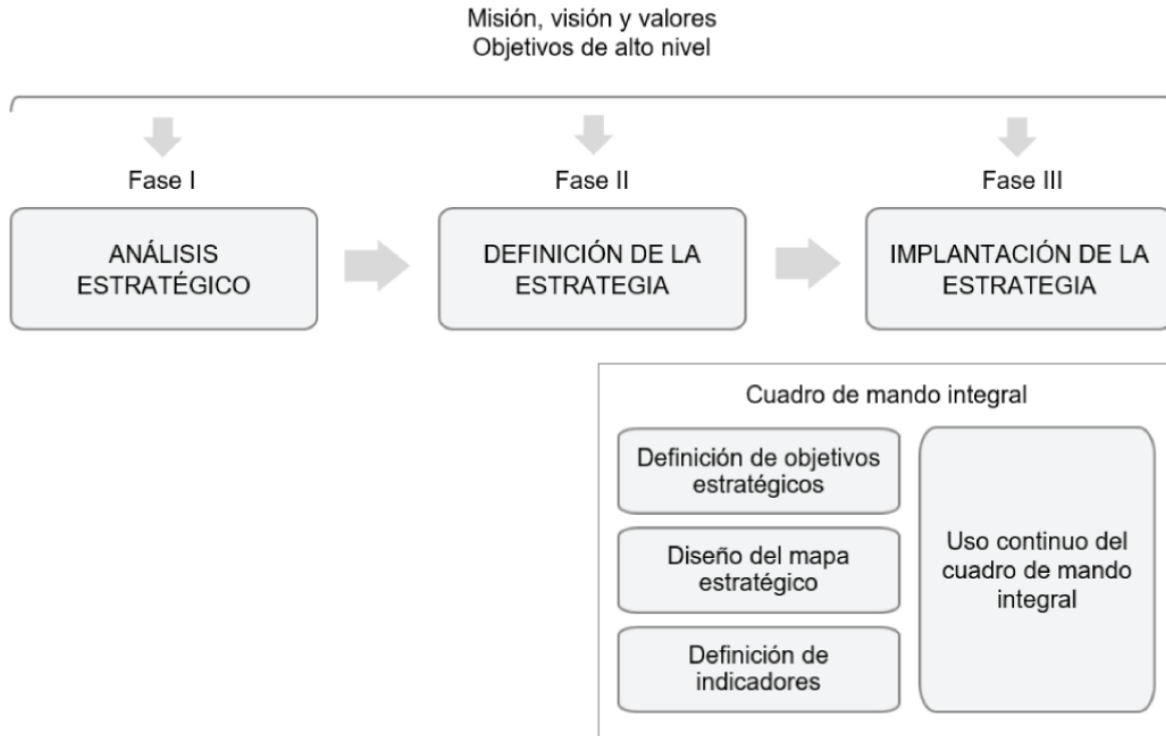 Misión, visión y valores
Objetivos de alto nivel
Fase I
Fase II
Fase III
ANÁLISIS
ESTRATÉGICO
DEFINICIÓN DE LA
ESTRATEGIA
IMPLANTACIÓN DE LA
ESTRATEGIA
Cuadro de mando integral
Definición de objetivos
estratégicos
Diseño del mapa
estratégico
Definición de
indicadores
Uso continuo del
cuadro de mando
integral